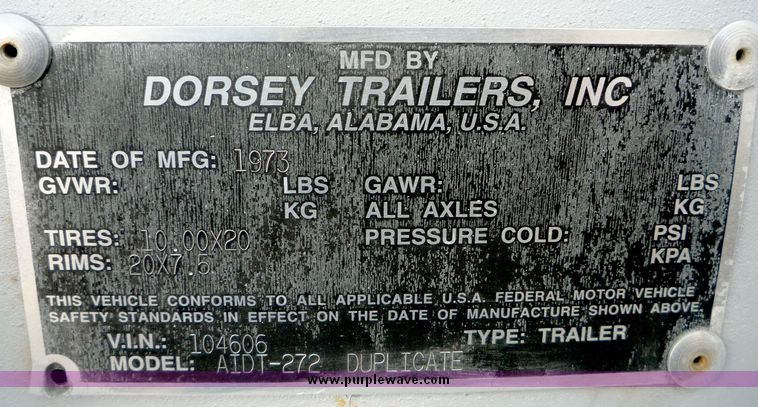 MFD BY
DORSEY TRAILERS, INC
ELBA, ALABAMA, U.S.A.
DATE OF MFG: 1973
GVWR: LBS GAWR: LBS
KG ALL AXLES KG
TIRES: 10.00X20 PRESSURE COLD: PSI
RIMS: 20X7.5 KPA
THIS VEHICLE CONFORMS TO ALL APPLICABLE U.S.A. FEDERAL MOTOR VEHICLE
SAFETY STANDARDS IN EFFECT ON THE DATE OF MANUFACTURE SHOWN ABOVE.
V.I.N.: 104606 TYPE: TRAILER
MODEL: AIDT-272 DUPLICATE
www.purplewave.com